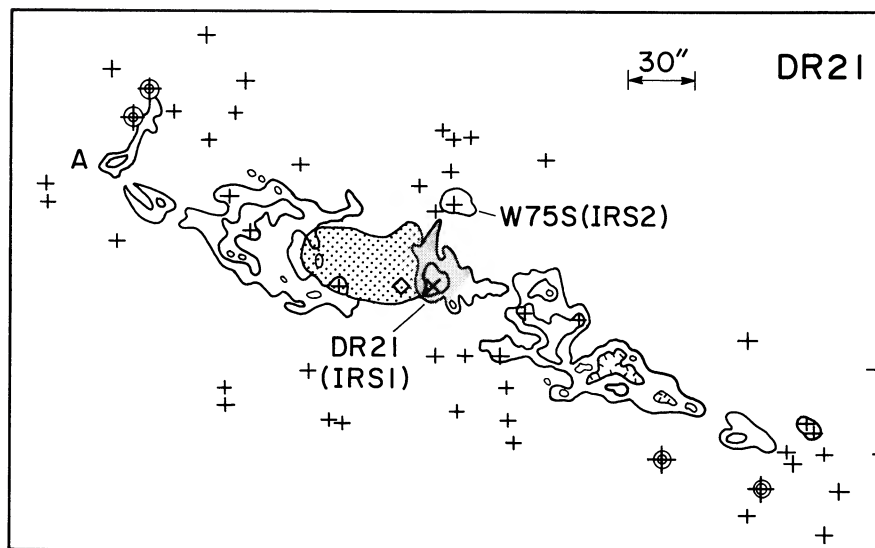 30″
DR21
A
W75S(IRS2)
DR21
(IRS1)